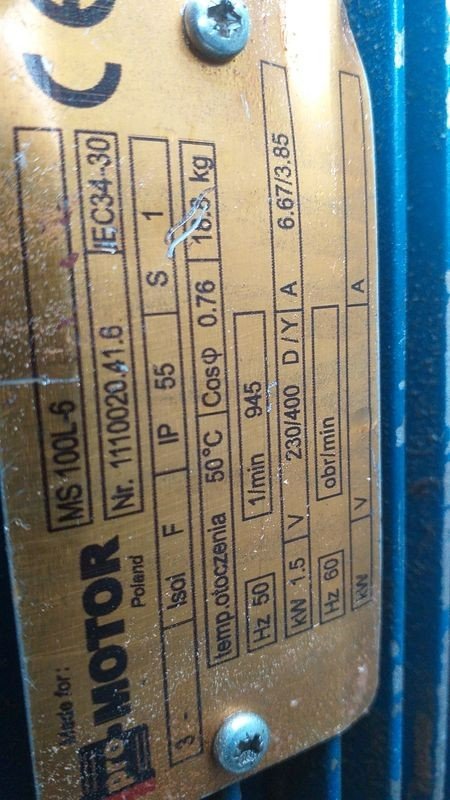 CE
Made for:
pro-MOTOR
Poland
MS 100L-6
Nr. 1110020.41.6 IEC34-30
3 - Isol F IP 55 S 1
temp.otoczenia 50°C CosΦ 0.76 kg
Hz 50 1/min 945
kW 1.5 V 230/400 D/Y A 6.67/3.85
Hz 60 obr/min
kW V A